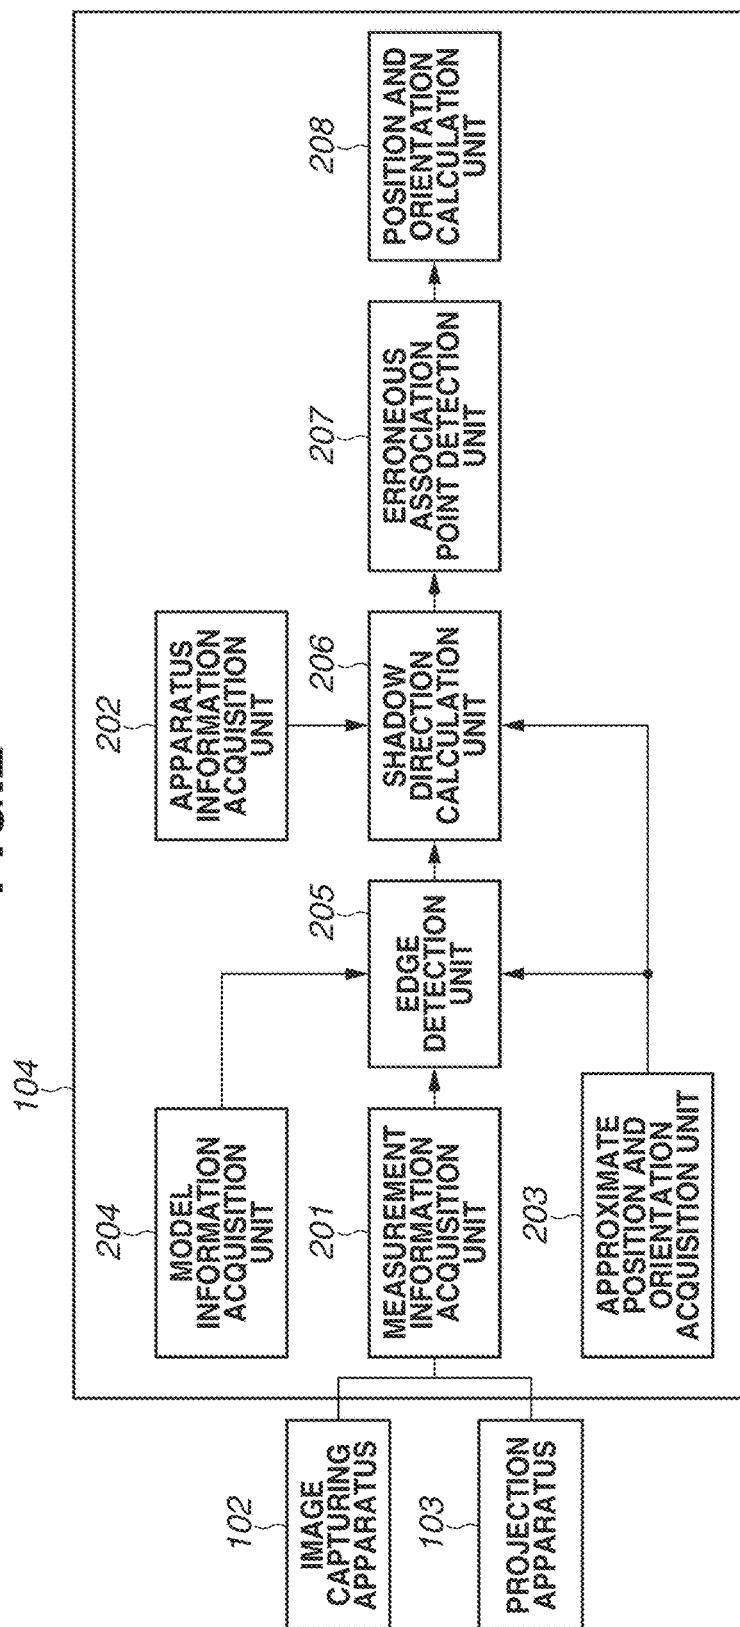 104
102
IMAGE
CAPTURING
APPARATUS
103
PROJECTION
APPARATUS
204
MODEL
INFORMATION
ACQUISITION
UNIT
201
MEASUREMENT
INFORMATION
ACQUISITION
UNIT
203
APPROXIMATE
POSITION AND
ORIENTATION
ACQUISITION UNIT
205
EDGE
DETECTION
UNIT
202
APPARATUS
INFORMATION
ACQUISITION
UNIT
206
SHADOW
DIRECTION
CALCULATION
UNIT
207
ERRONEOUS
ASSOCIATION
POINT DETECTION
UNIT
208
POSITION AND
ORIENTATION
CALCULATION
UNIT